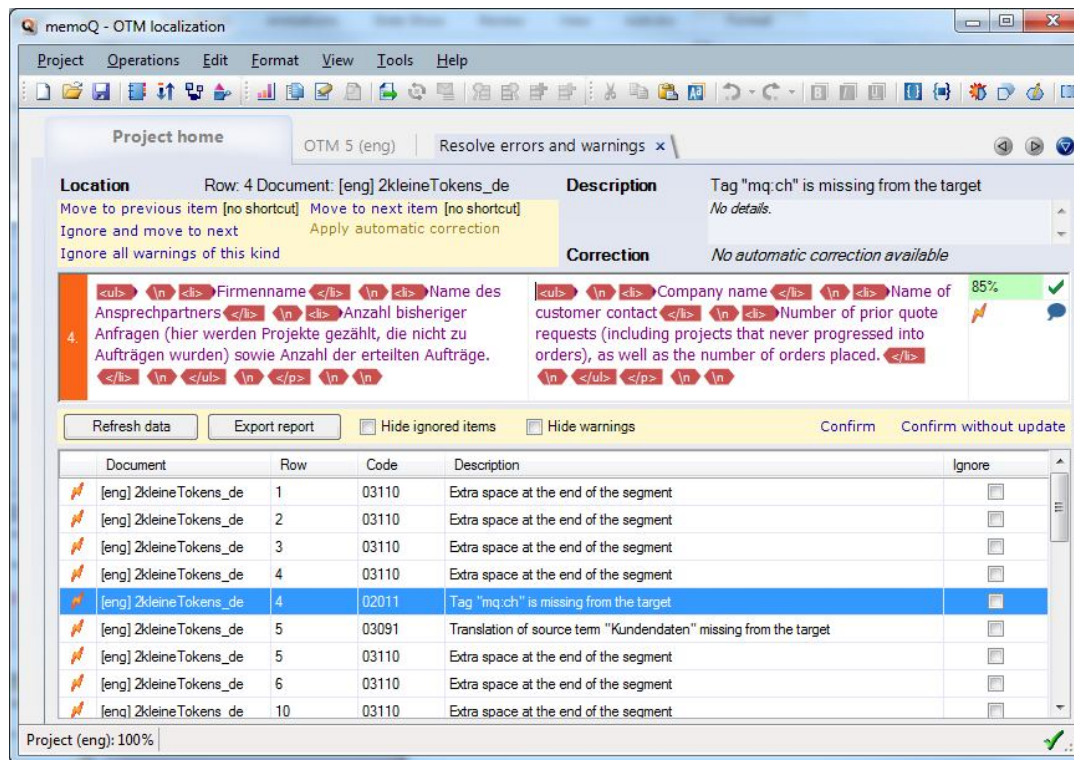 memoQ - OTM localization
Project Operations Edit Format View Tools Help
Project home OTM 5 (eng) Resolve errors and warnings x
Location Row: 4 Document: [eng] 2kleineTokens_de Description Tag "mq:ch" is missing from the target
Move to previous item [no shortcut] Move to next item [no shortcut] No details.
Ignore and move to next Apply automatic correction
Ignore all warnings of this kind Correction No automatic correction available
4.
<ul> \n <li> Firmenname </li> \n <li> Name des
Ansprechpartners </li> \n <li> Anzahl bisheriger
Anfragen (hier werden Projekte gezählt, die nicht zu
Aufträgen wurden) sowie Anzahl der erteilten Aufträge.
</li> \n </ul> \n </p> \n \n
<ul> \n <li> Company name </li> \n <li> Name of
customer contact </li> \n <li> Number of prior quote
requests (including projects that never progressed into
orders), as well as the number of orders placed. </li>
\n </ul> </p> \n \n
85%
Refresh data Export report Hide ignored items Hide warnings Confirm Confirm without update
Document Row Code Description Ignore
[eng] 2kleineTokens_de 1 03110 Extra space at the end of the segment
[eng] 2kleineTokens_de 2 03110 Extra space at the end of the segment
[eng] 2kleineTokens_de 3 03110 Extra space at the end of the segment
[eng] 2kleineTokens_de 4 03110 Extra space at the end of the segment
[eng] 2kleineTokens_de 4 02011 Tag "mq:ch" is missing from the target
[eng] 2kleineTokens_de 5 03091 Translation of source term "Kundendaten" missing from the target
[eng] 2kleineTokens_de 5 03110 Extra space at the end of the segment
[eng] 2kleineTokens_de 6 03110 Extra space at the end of the segment
[eng] 2kleineTokens_de 10 03110 Extra space at the end of the segment
Project (eng): 100%